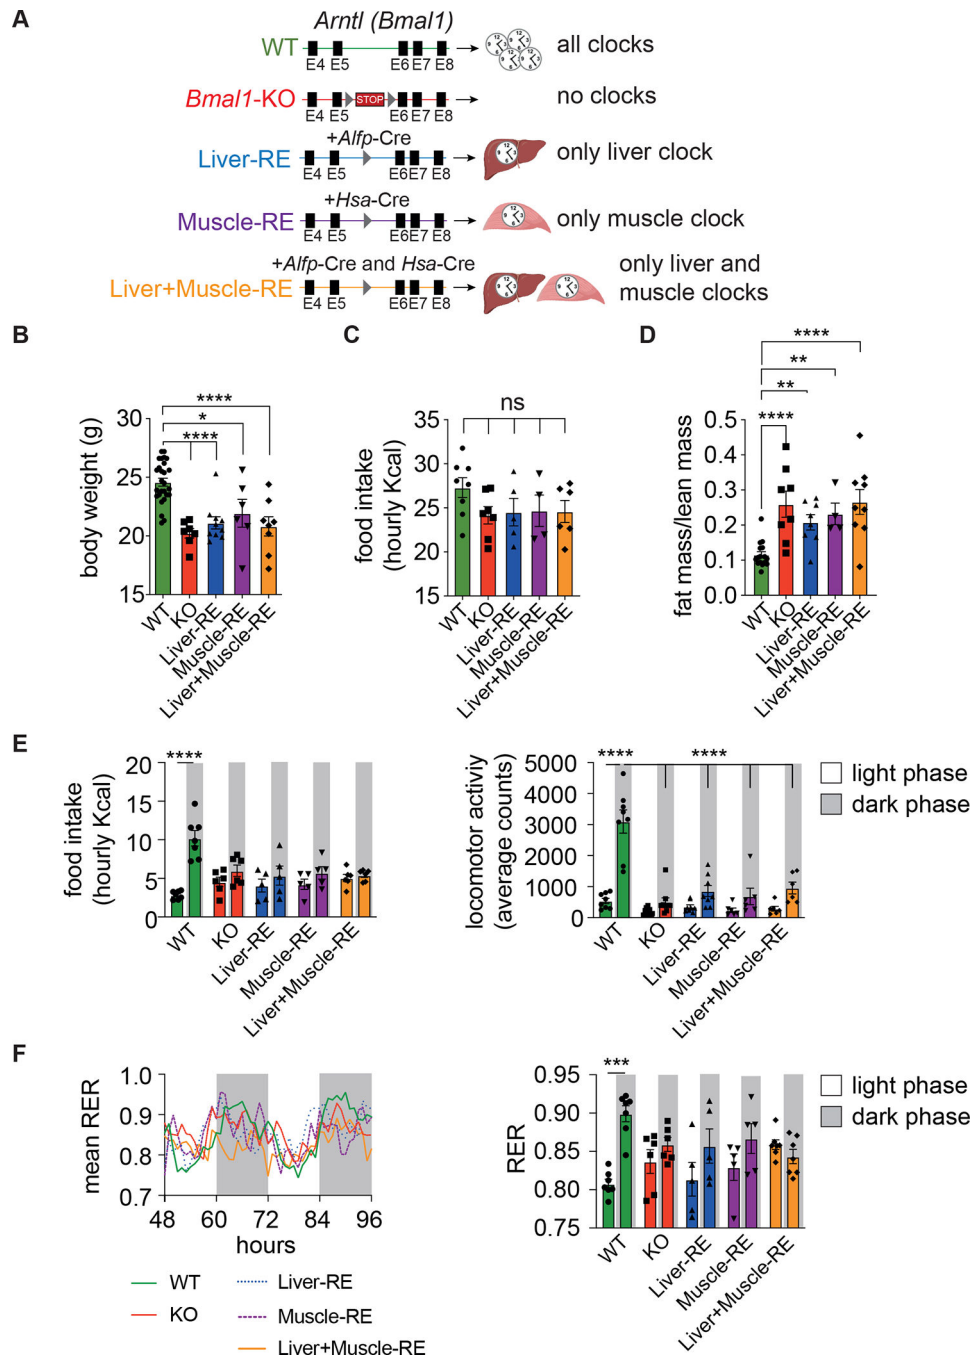 A
Arntl (Bmal1)
WT
E4 E5 E6 E7 E8
all clocks
Bmal1-KO
STOP
E4 E5 E6 E7 E8
no clocks
+Alfp-Cre
Liver-RE
E4 E5 E6 E7 E8
only liver clock
+Hsa-Cre
Muscle-RE
E4 E5 E6 E7 E8
only muscle clock
+Alfp-Cre and Hsa-Cre
Liver+Muscle-RE
E4 E5 E6 E7 E8
only liver and
muscle clocks
B
body weight (g)
30
25
20
15
****
*
****
WT
KO
Liver-RE
Muscle-RE
Liver+Muscle-RE
C
food intake
(hourly Kcal)
35
30
25
20
15
ns
WT
KO
Liver-RE
Muscle-RE
Liver+Muscle-RE
D
fat mass/lean mass
0.5
0.4
0.3
0.2
0.1
0.0
****
**
**
****
WT
KO
Liver-RE
Muscle-RE
Liver+Muscle-RE
E
food intake
(hourly Kcal)
20
15
10
5
0
****
WT
KO
Liver-RE
Muscle-RE
Liver+Muscle-RE
locomotor activiy
(average counts)
5000
4000
3000
2000
1000
0
****
****
WT
KO
Liver-RE
Muscle-RE
Liver+Muscle-RE
light phase
dark phase
F
mean RER
1.0
0.9
0.8
0.7
48 60 72 84 96
hours
WT
KO
Liver-RE
Muscle-RE
Liver+Muscle-RE
RER
0.95
0.90
0.85
0.80
0.75
***
WT
KO
Liver-RE
Muscle-RE
Liver+Muscle-RE
light phase
dark phase